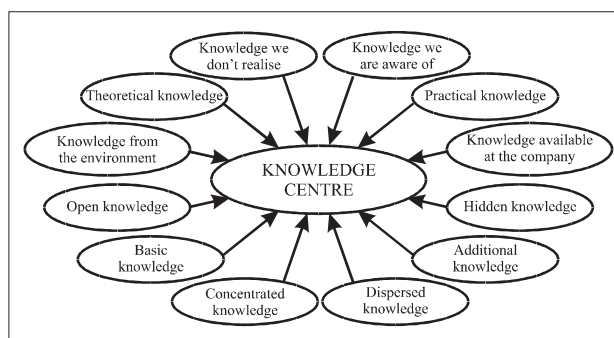 Knowledge we
don't realise
Knowledge we
are aware of
Theoretical knowledge
Practical knowledge
Knowledge from
the environment
Knowledge available
at the company
KNOWLEDGE
CENTRE
Open knowledge
Hidden knowledge
Basic
knowledge
Additional
knowledge
Concentrated
knowledge
Dispersed
knowledge